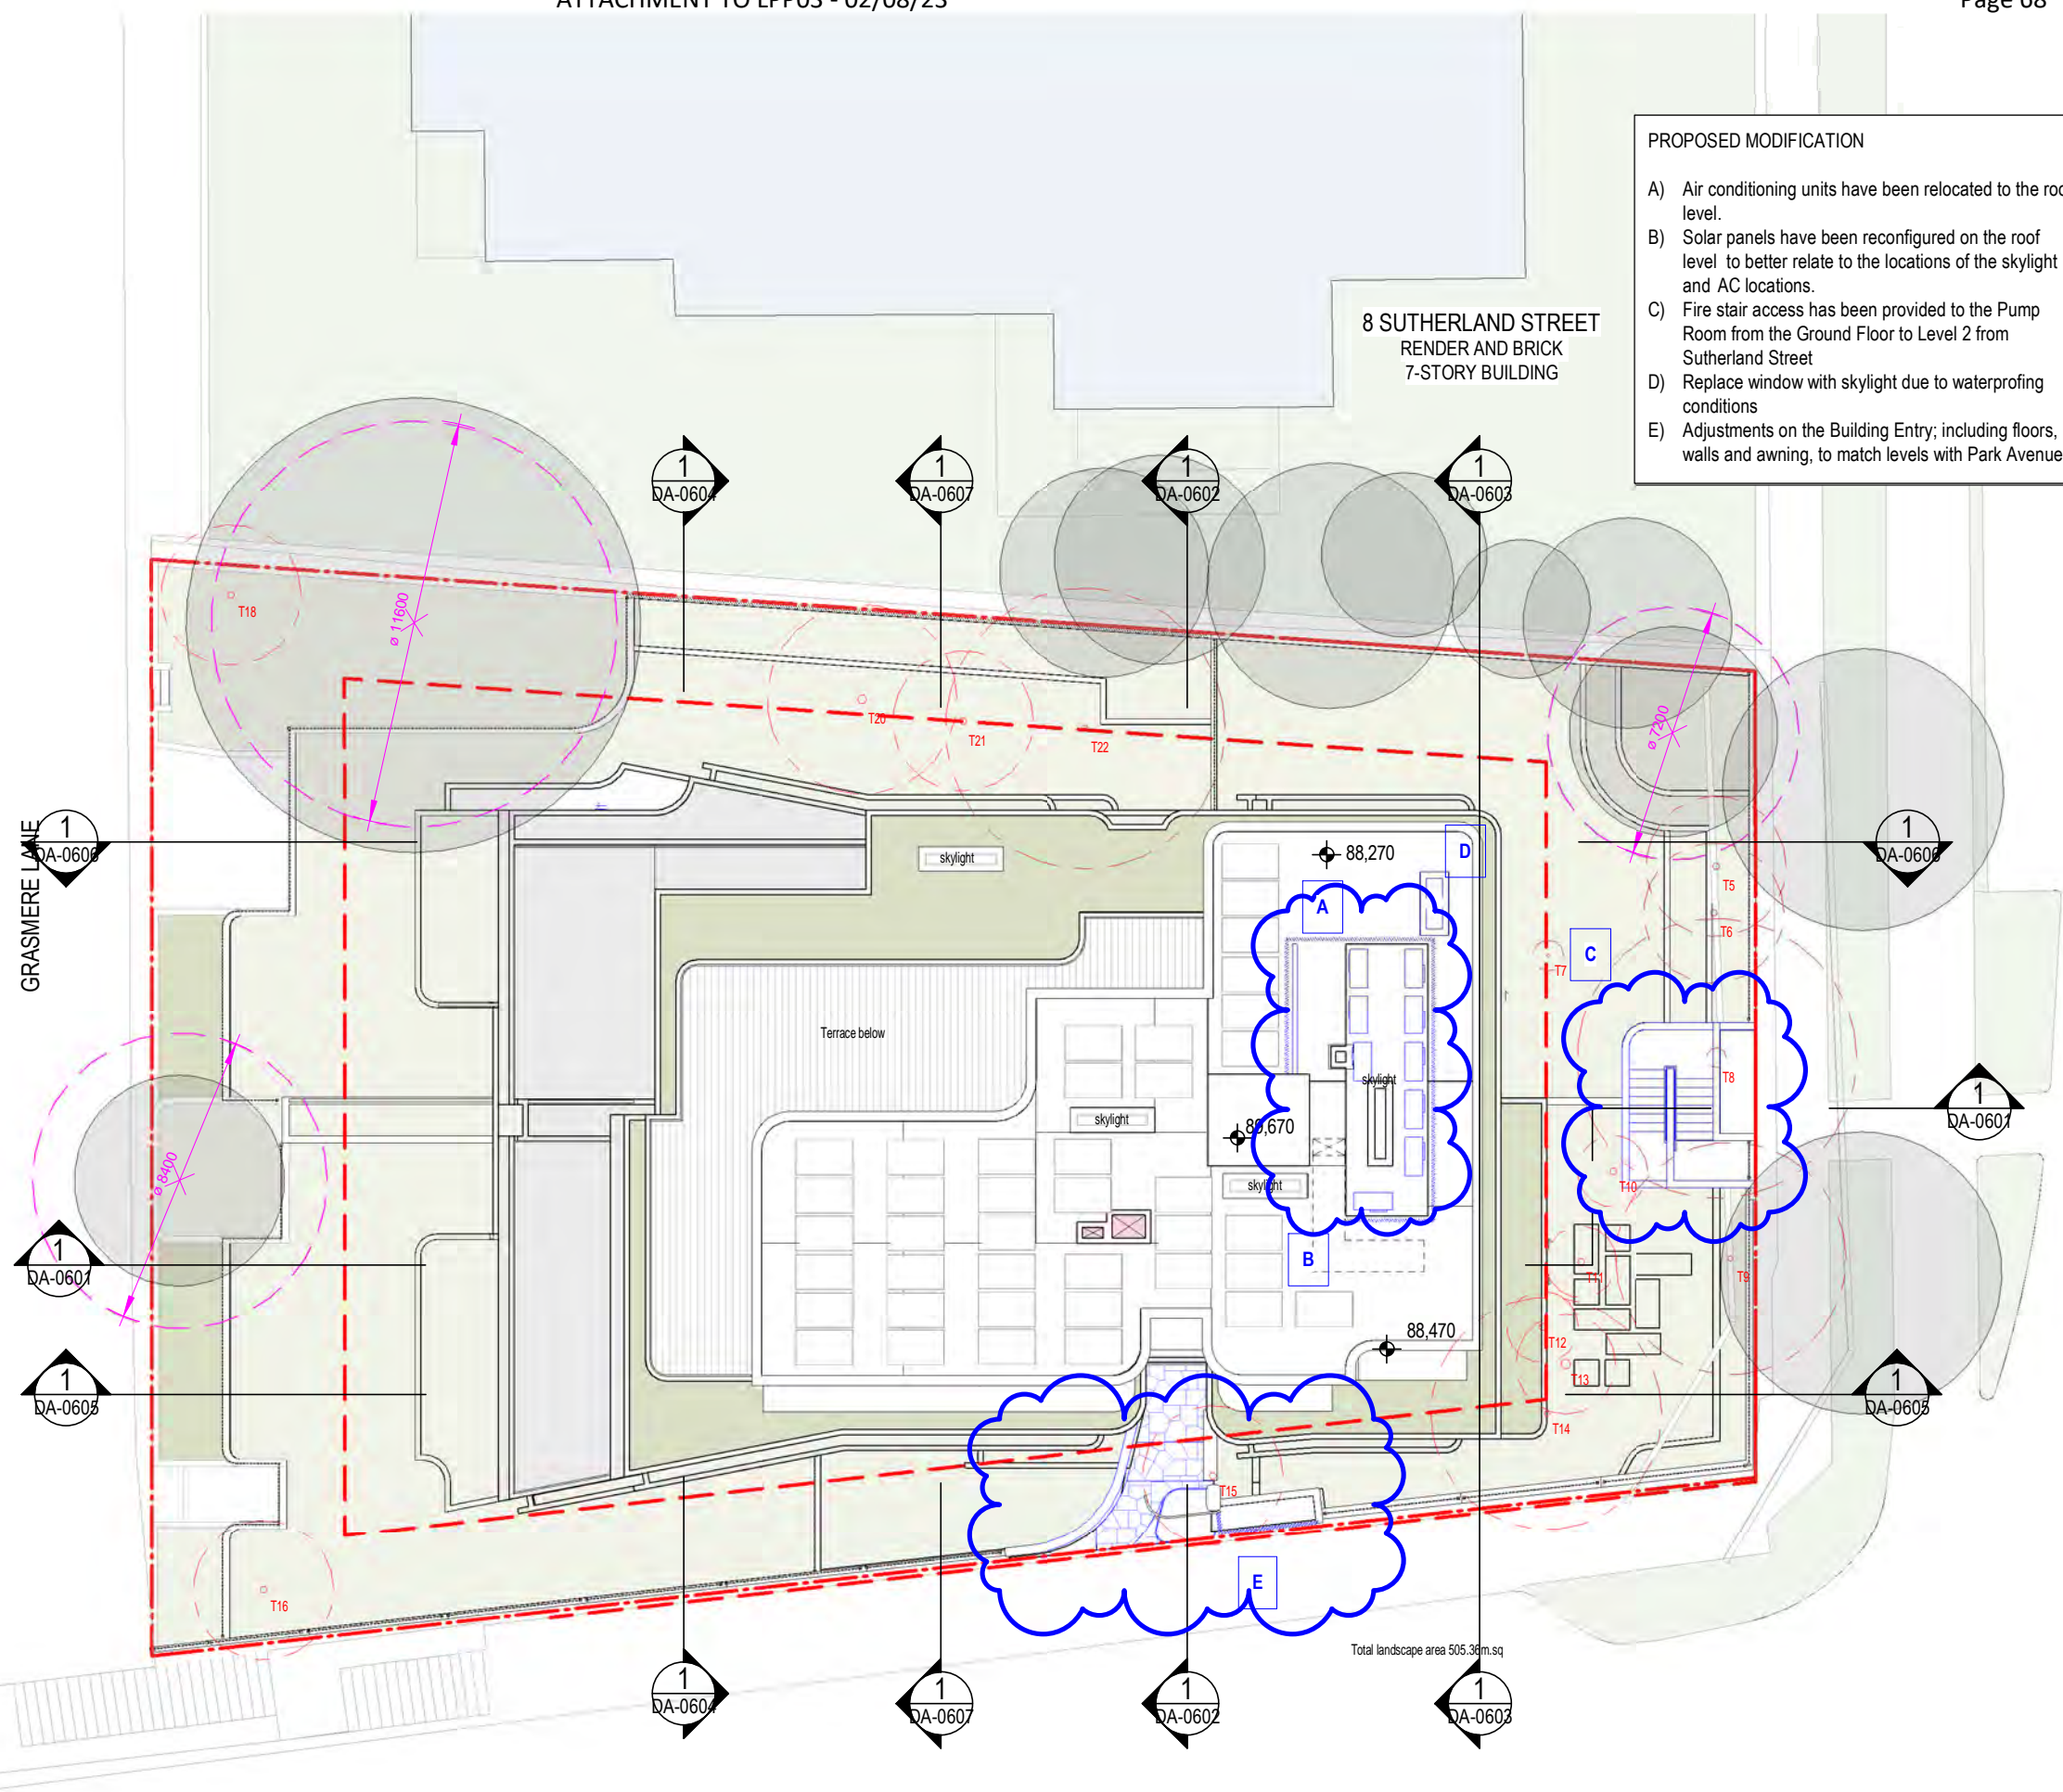 ATTACHMENT TO LPP03 - 02/08/23
Page 68
PROPOSED MODIFICATION
A) Air conditioning units have been relocated to the
level.
B) Solar panels have been reconfigured on the roof
level to better relate to the locations of the skylight
and AC locations.
C) Fire stair access has been provided to the Pump
Room from the Ground Floor to Level 2 from
Sutherland Street
D) Replace window with skylight due to waterprofing
conditions
E) Adjustments on the Building Entry; including floors,
walls and awning, to match levels with Park Avenue
8 SUTHERLAND STREET
RENDER AND BRICK
7-STORY BUILDING
1
DA-0604
1
DA-0607
1
DA-0602
1
DA-0603
T18
ø 11600
T20
T21
T22
ø 7200
GRASMERE LANE
1
DA-0606
skylight
88,270
D
1
DA-0606
A
T5
T6
C
T7
Terrace below
skylight
T8
skylight
89,670
1
DA-0601
ø 8400
skylight
T10
1
DA-0601
B
T11
T9
88,470
T12
T13
1
DA-0605
1
DA-0605
T14
T15
E
T16
Total landscape area 505.36m.sq
1
DA-0604
1
DA-0607
1
DA-0602
1
DA-0603